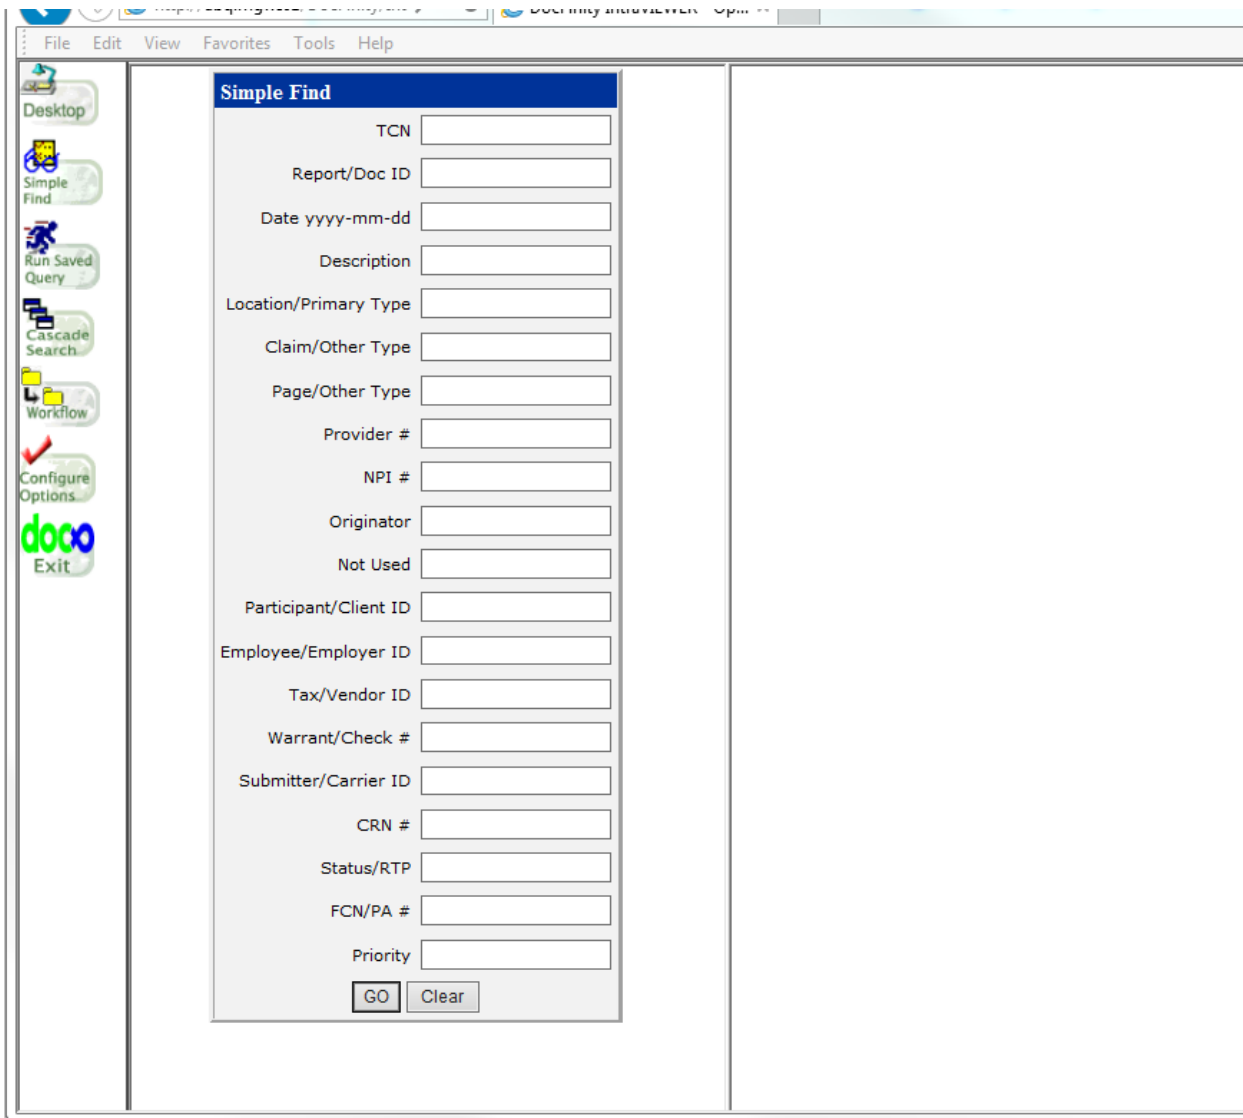 DocFinity IntraVIEWER - Op...
File Edit View Favorites Tools Help
Desktop
Simple
Find
Run Saved
Query
Cascade
Search
Workflow
Configure
Options
Exit
Simple Find
TCN
Report/Doc ID
Date yyyy-mm-dd
Description
Location/Primary Type
Claim/Other Type
Page/Other Type
Provider #
NPI #
Originator
Not Used
Participant/Client ID
Employee/Employer ID
Tax/Vendor ID
Warrant/Check #
Submitter/Carrier ID
CRN #
Status/RTP
FCN/PA #
Priority
GO Clear